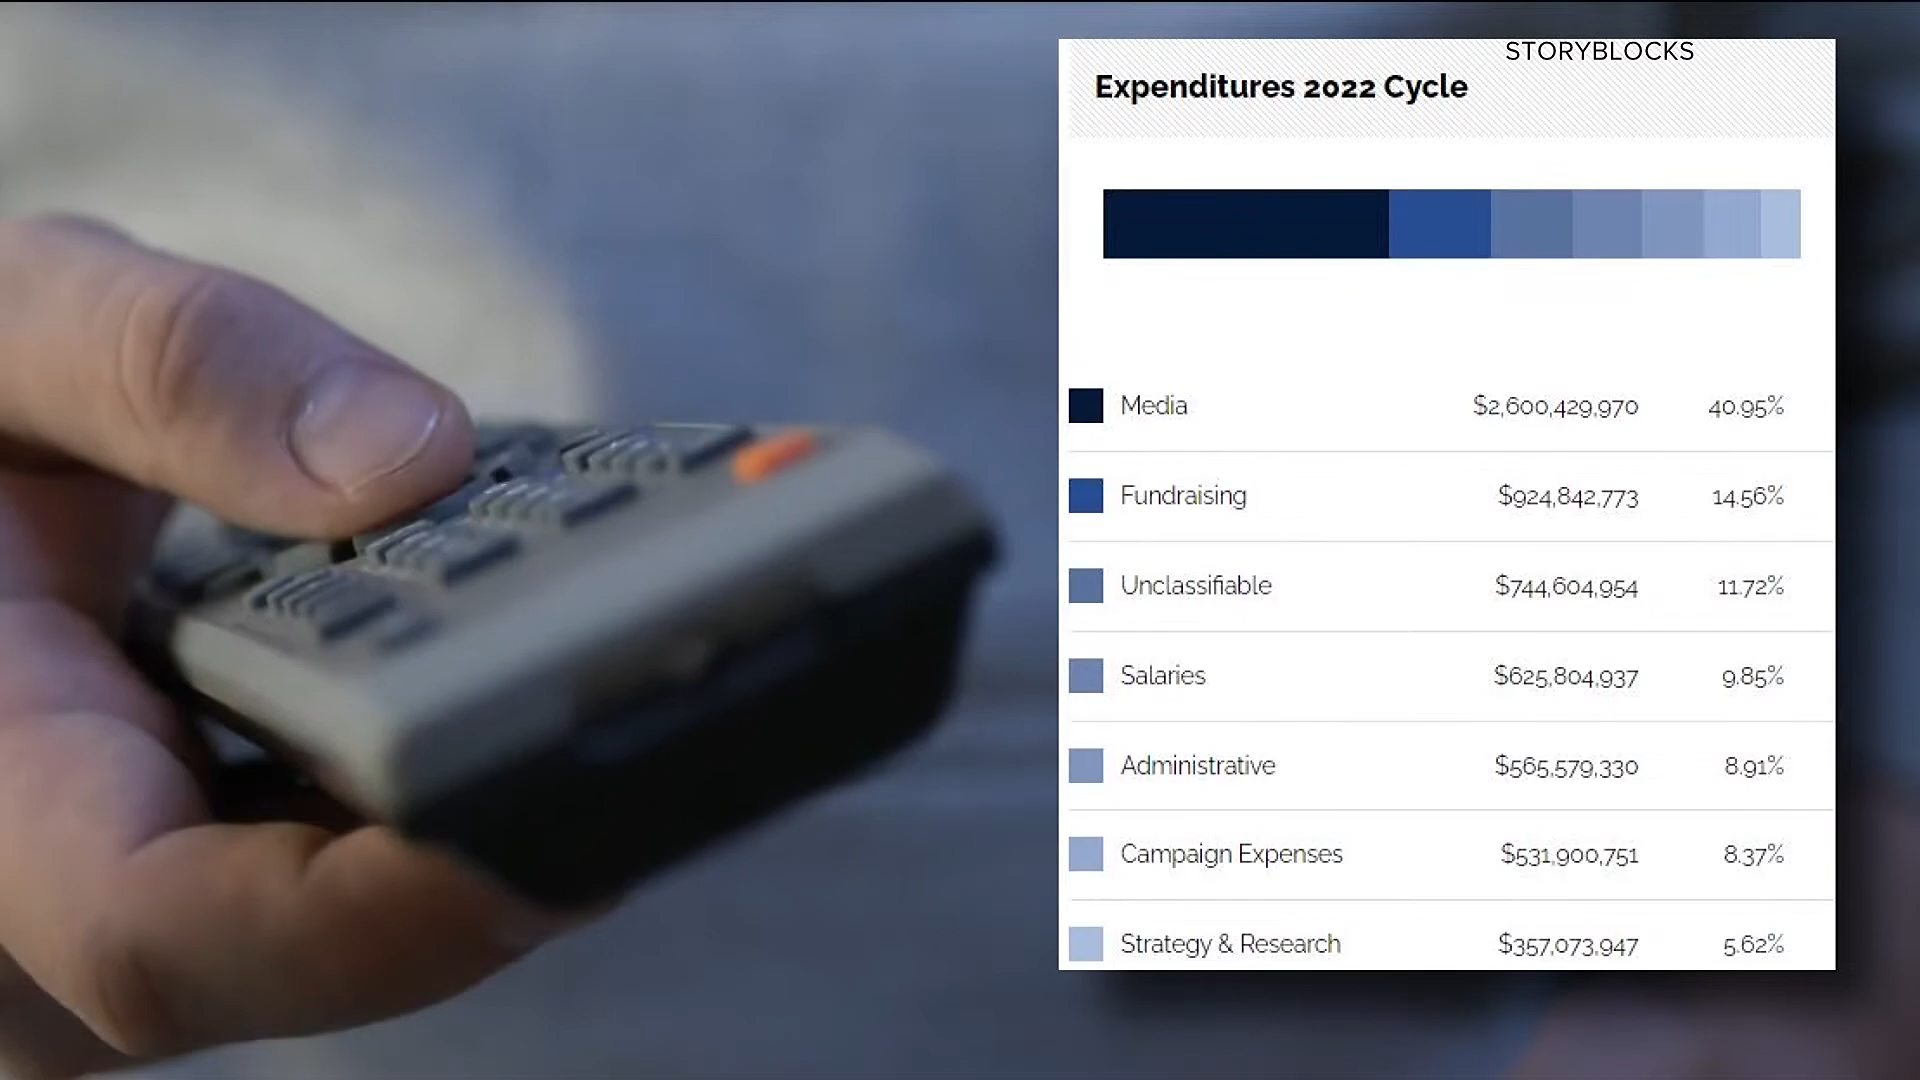 STORYBLOCKS
Expenditures 2022 Cycle
Media $2,600,429,970 40.95%
Fundraising $924,842,773 14.56%
Unclassifiable $744,604,954 11.72%
Salaries $625,804,937 9.85%
Administrative $565,579,330 8.91%
Campaign Expenses $531,900,751 8.37%
Strategy & Research $357,073,947 5.62%